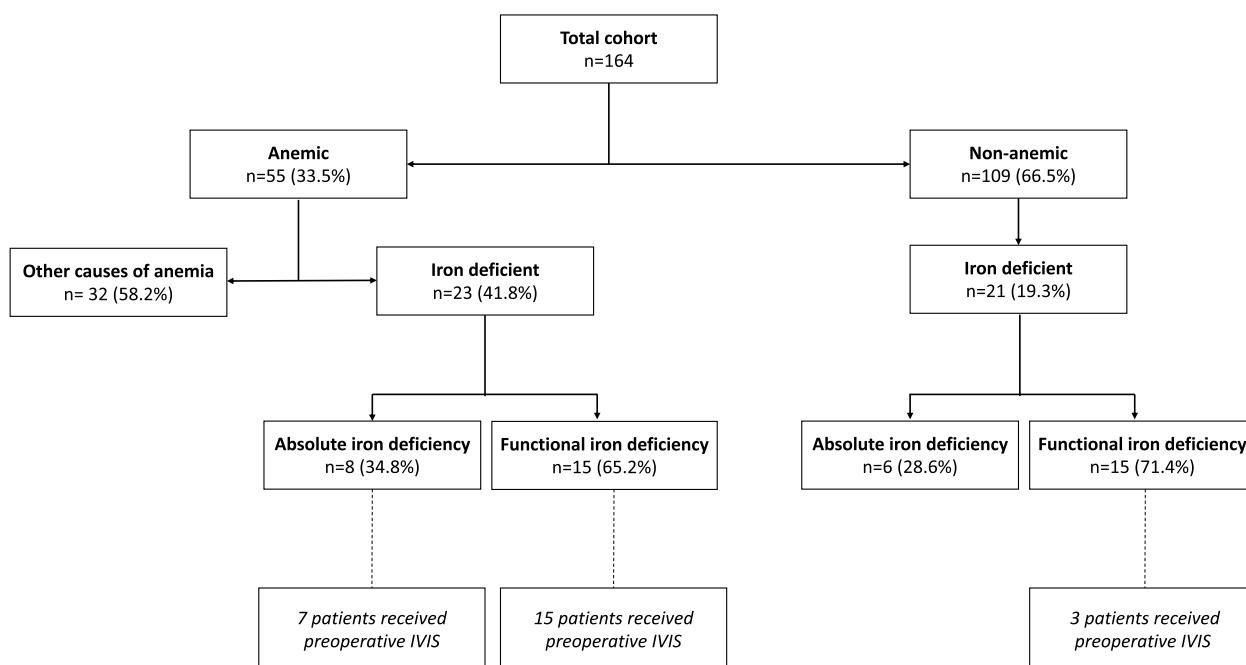 Total cohort
n=164
Anemic
n=55 (33.5%)
Non-anemic
n=109 (66.5%)
Other causes of anemia
n= 32 (58.2%)
Iron deficient
n=23 (41.8%)
Iron deficient
n=21 (19.3%)
Absolute iron deficiency
n=8 (34.8%)
Functional iron deficiency
n=15 (65.2%)
Absolute iron deficiency
n=6 (28.6%)
Functional iron deficiency
n=15 (71.4%)
7 patients received
preoperative IVIS
15 patients received
preoperative IVIS
3 patients received
preoperative IVIS